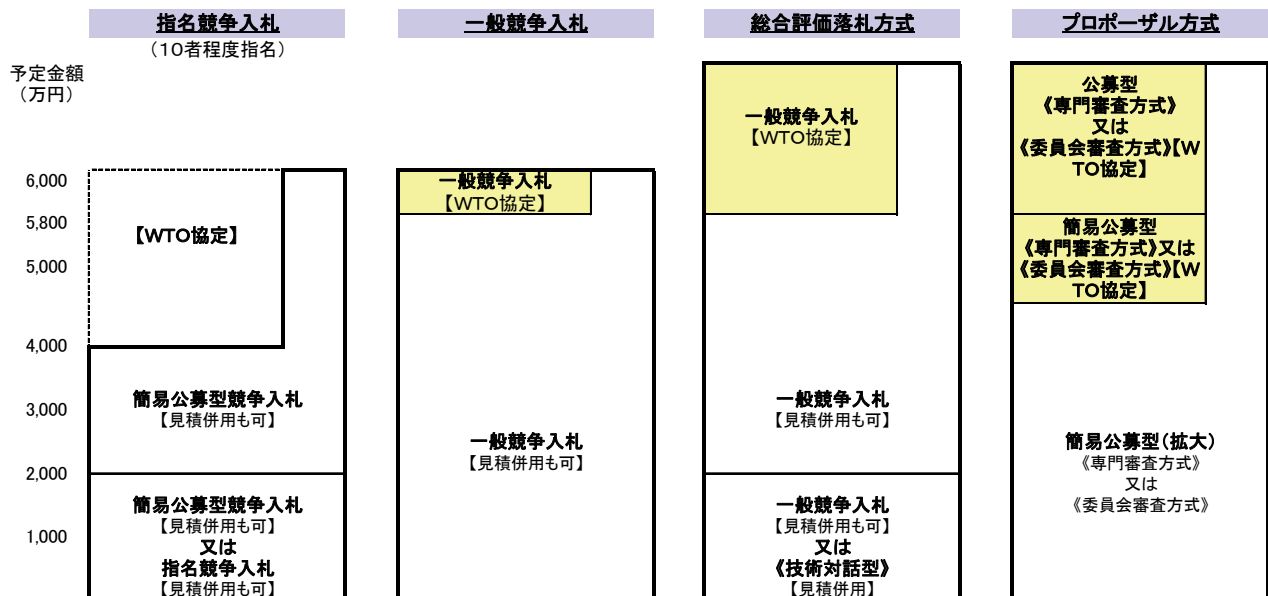 指名競争入札
(10者程度指名)
一般競争入札
総合評価落札方式
プロポーザル方式
予定金額
(万円)
6,000
5,800
5,000
4,000
3,000
2,000
1,000
【WTO協定】
簡易公募型競争入札
【見積併用も可】
簡易公募型競争入札
【見積併用も可】
又は
指名競争入札
【見積併用も可】
一般競争入札
【WTO協定】
一般競争入札
【見積併用も可】
一般競争入札
【WTO協定】
一般競争入札
【見積併用も可】
一般競争入札
【見積併用も可】
又は
《技術対話型》
【見積併用】
公募型
《専門審査方式》
又は
《委員会審査方式》【W
TO協定】
簡易公募型
《専門審査方式》又は
《委員会審査方式》【W
TO協定】
簡易公募型(拡大)
《専門審査方式》
又は
《委員会審査方式》